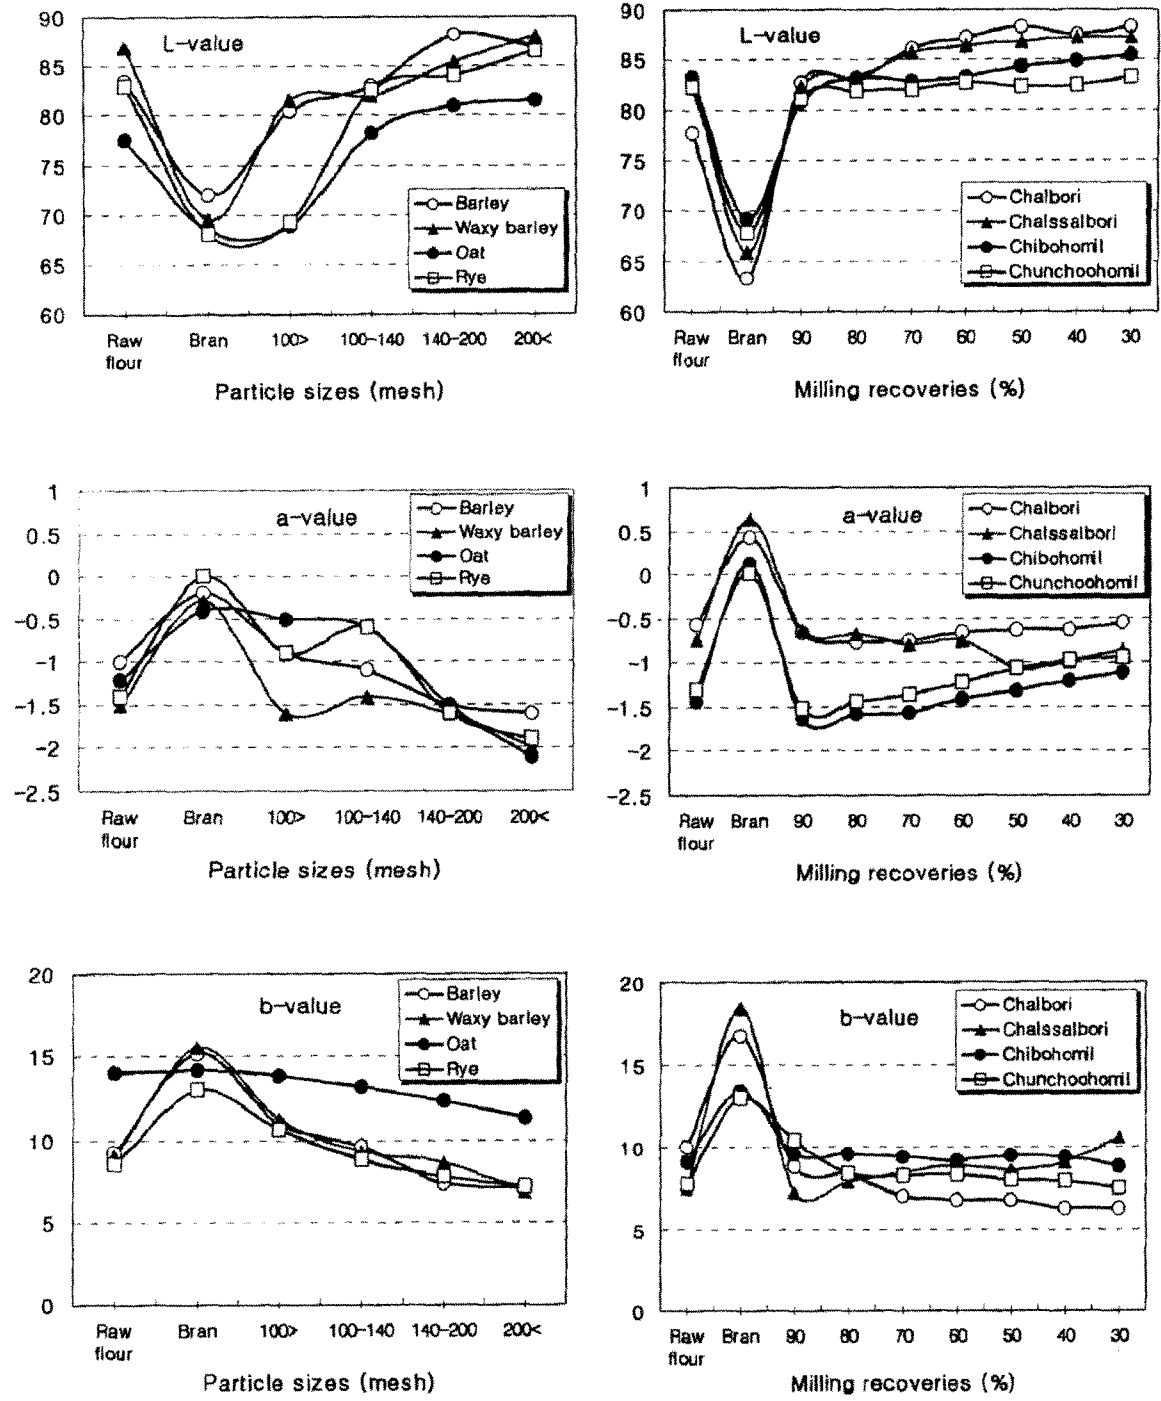 90
85
80
75
70
65
60
L-value
Barley
Waxy barley
Oat
Rye
Raw flour
Bran
100>
100-140
140-200
200<
Particle sizes (mesh)
90
85
80
75
70
65
60
L-value
Chalbori
Chalssalbori
Chibohomil
Chunchoohomil
Raw flour
Bran
90
80
70
60
50
40
30
Milling recoveries (%)
1
0.5
0
-0.5
-1
-1.5
-2
-2.5
a-value
Barley
Waxy barley
Oat
Rye
Raw flour
Bran
100>
100-140
140-200
200<
Particle sizes (mesh)
1
0.5
0
-0.5
-1
-1.5
-2
-2.5
a-value
Chalbori
Chalssalbori
Chibohomil
Chunchoohomil
Raw flour
Bran
90
80
70
60
50
40
30
Milling recoveries (%)
20
15
10
5
0
b-value
Barley
Waxy barley
Oat
Rye
Raw flour
Bran
100>
100-140
140-200
200<
Particle sizes (mesh)
20
15
10
5
0
b-value
Chalbori
Chalssalbori
Chibohomil
Chunchoohomil
Raw flour
Bran
90
80
70
60
50
40
30
Milling recoveries (%)